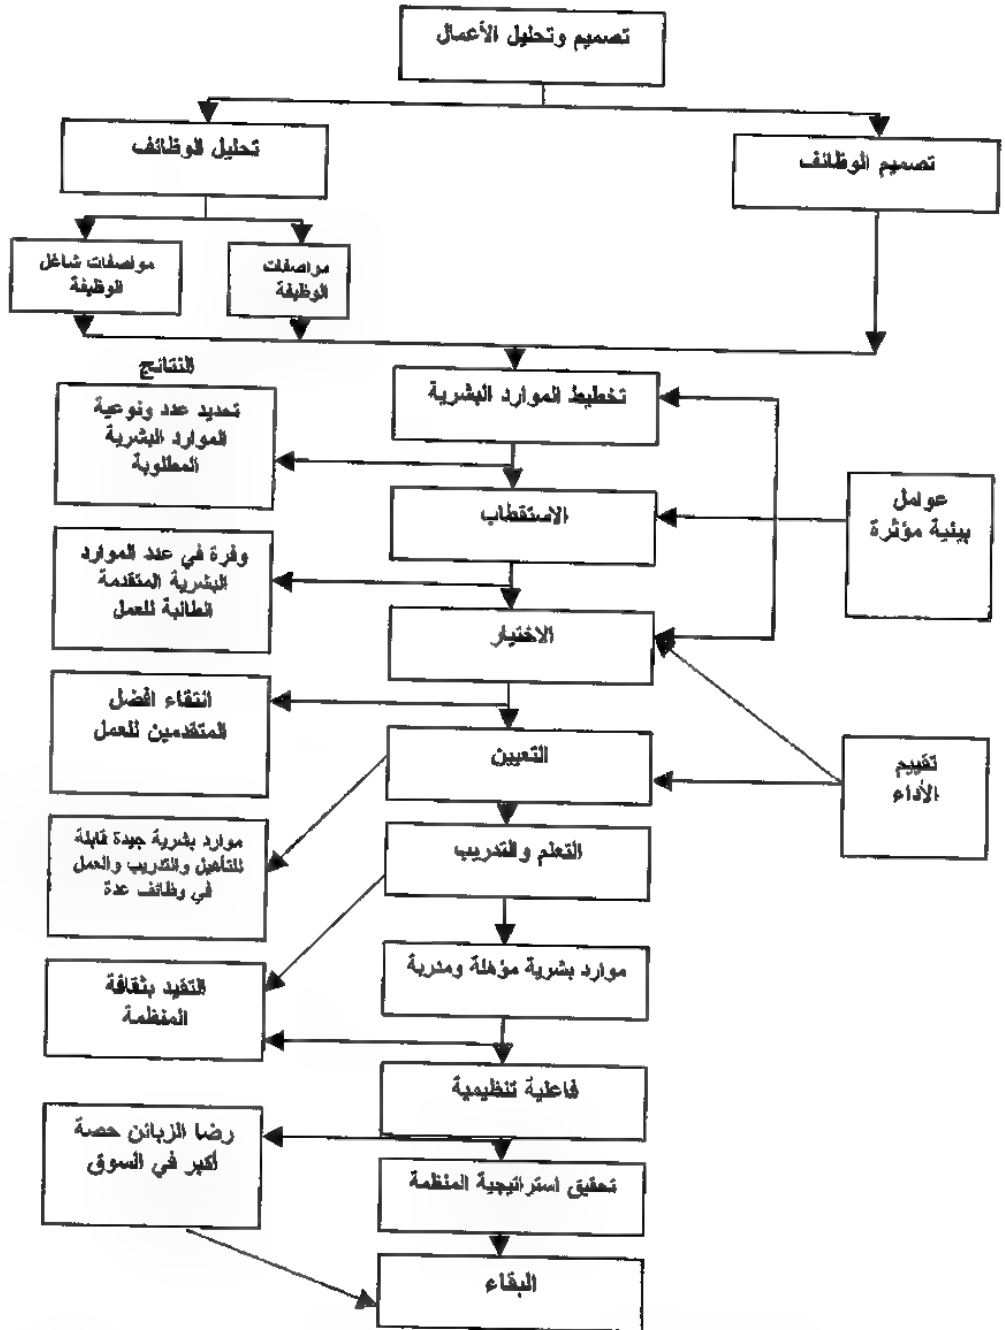 تصميم وتحليل الأعمال
تصميم الوظائف
تحليل الوظائف
مواصفات
الوظيفة
مواصفات شاغل
الوظيفة
النتائج
تخطيط الموارد البشرية
تحديد عدد ونوعية
الموارد البشرية
المطلوبة
عوامل
بيئية مؤثرة
الاستقطاب
وفرة في عدد الموارد
البشرية المتقدمة
الطالبة للعمل
الاختيار
انتقاء افضل
المتقدمين للعمل
التعيين
تقييم
الأداء
موارد بشرية جيدة قابلة
للتأهيل والتدريب والعمل
في وظائف عدة
التعلم والتدريب
موارد بشرية مؤهلة ومدربة
التقيد بثقافة
المنظمة
فاعلية تنظيمية
رضا الزبائن حصة
أكبر في السوق
تحقيق استراتيجية المنظمة
البقاء